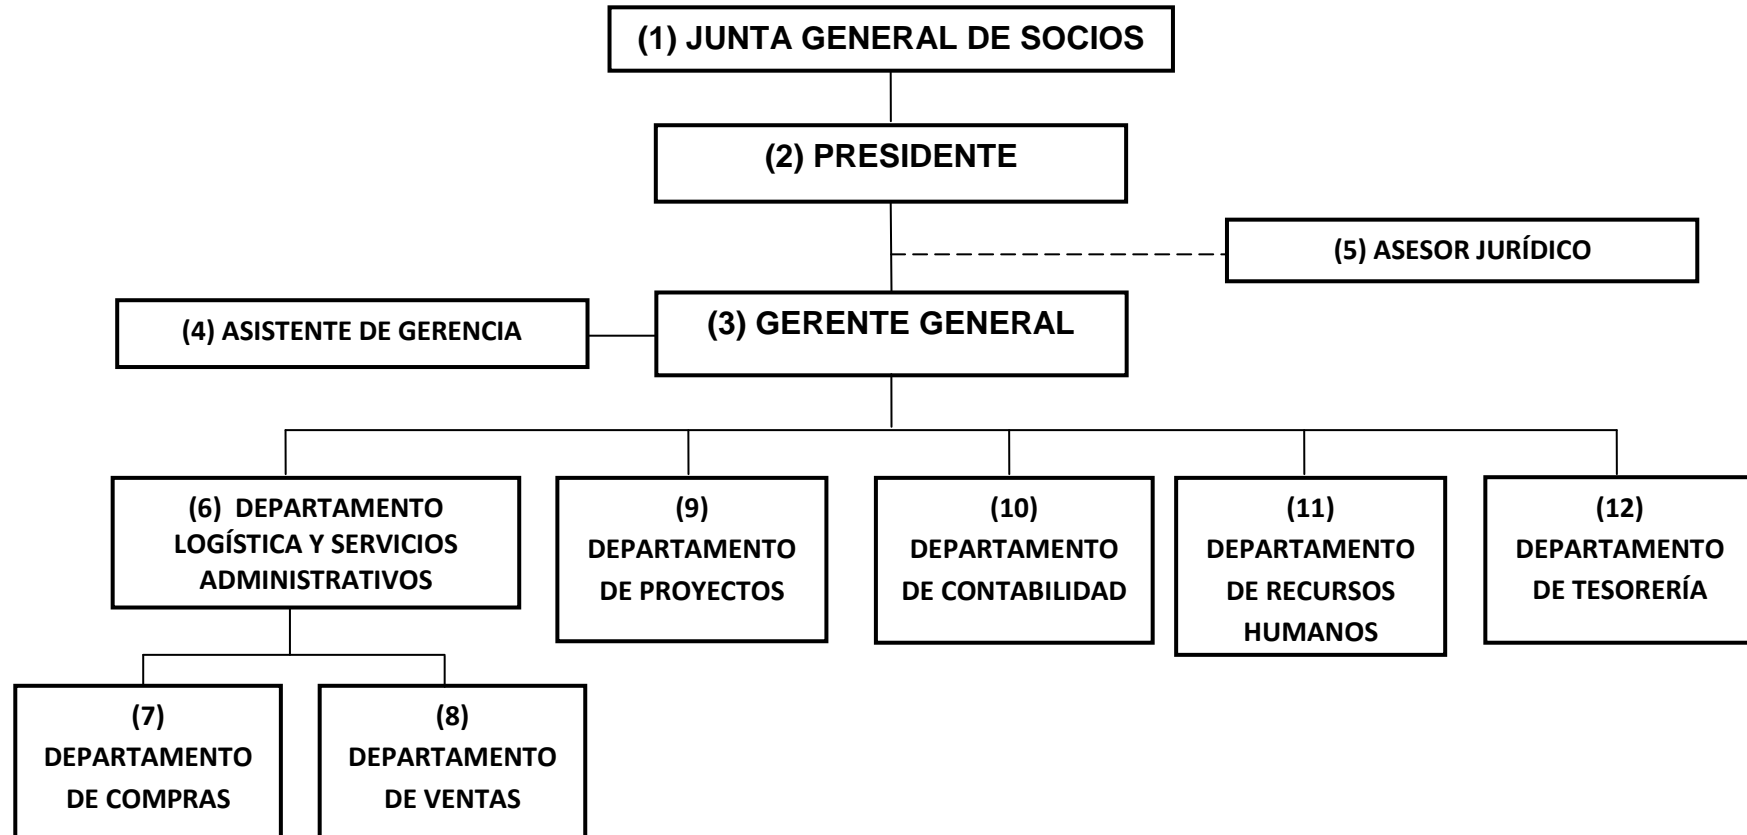 (1) JUNTA GENERAL DE SOCIOS
(2) PRESIDENTE
(5) ASESOR JURÍDICO
(4) ASISTENTE DE GERENCIA
(3) GERENTE GENERAL
(6) DEPARTAMENTO
LOGÍSTICA Y SERVICIOS
ADMINISTRATIVOS
(9)
DEPARTAMENTO
DE PROYECTOS
(10)
DEPARTAMENTO
DE CONTABILIDAD
(11)
DEPARTAMENTO
DE RECURSOS
HUMANOS
(12)
DEPARTAMENTO
DE TESORERÍA
(7)
DEPARTAMENTO
DE COMPRAS
(8)
DEPARTAMENTO
DE VENTAS